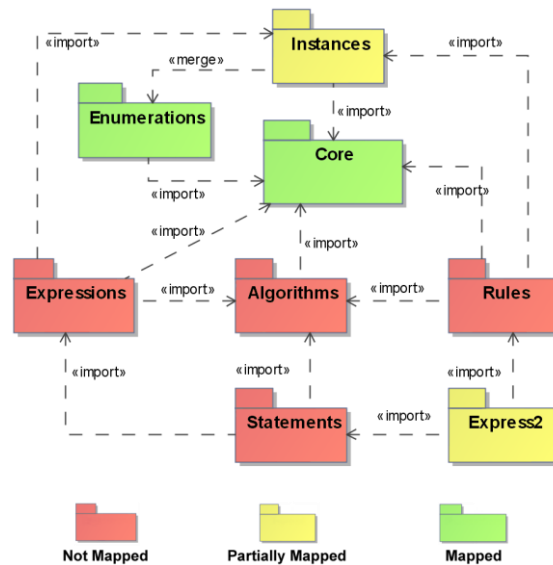 «import»
Instances
«import»
«merge»
Enumerations
«import»
Core
«import»
«import»
«import»
«import»
Expressions
Algorithms
Rules
«import»
«import»
«import»
«import»
«import»
Statements
«import»
Express2
Not Mapped
Partially Mapped
Mapped